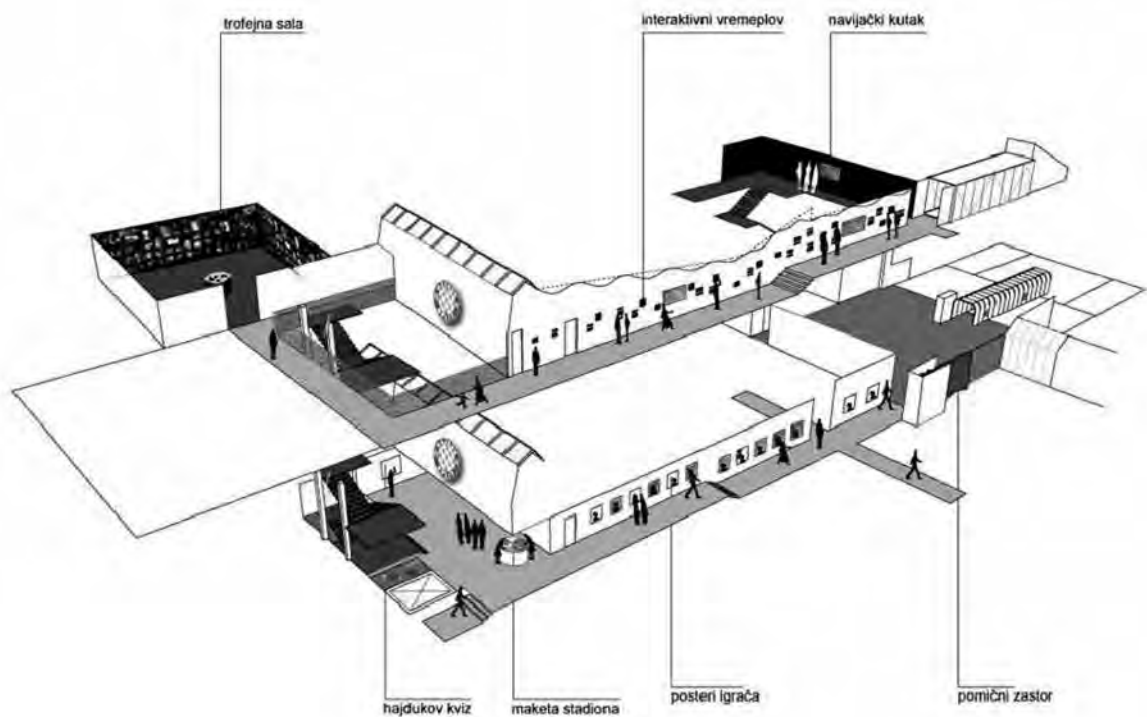 trofejna sala
interaktivni vremeplov
navijački kutak
hajdukov kviz
maketa stadiona
posteri igrača
pomični zastor